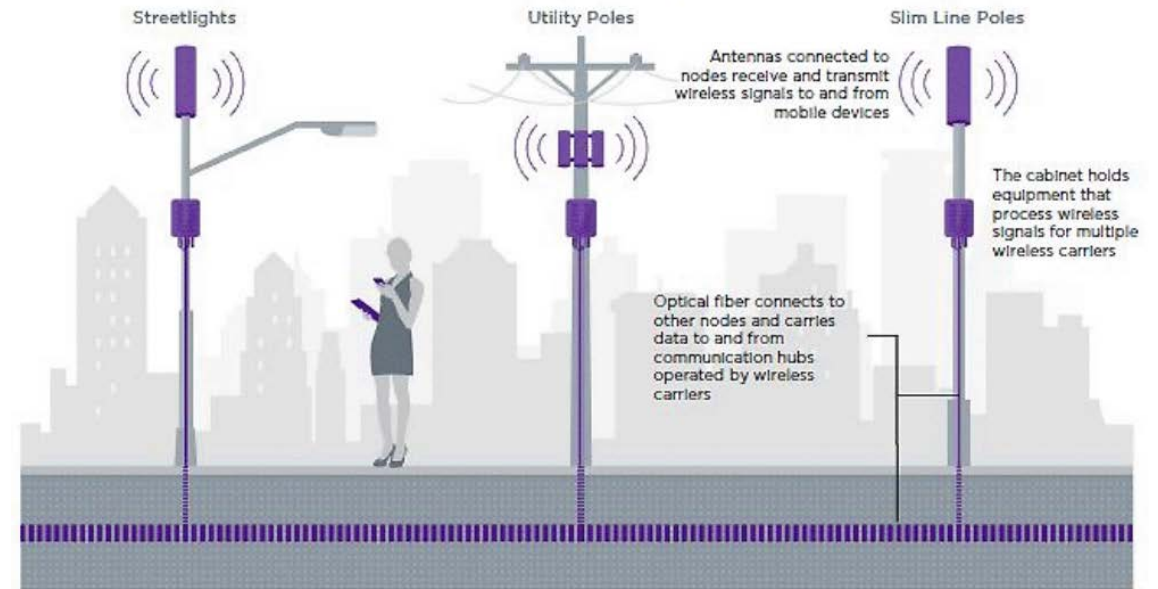 Streetlights
Utility Poles
Slim Line Poles
Antennas connected to
nodes receive and transmit
wireless signals to and from
mobile devices
The cabinet holds
equipment that
process wireless
signals for multiple
wireless carriers
Optical fiber connects to
other nodes and carries
data to and from
communication hubs
operated by wireless
carriers